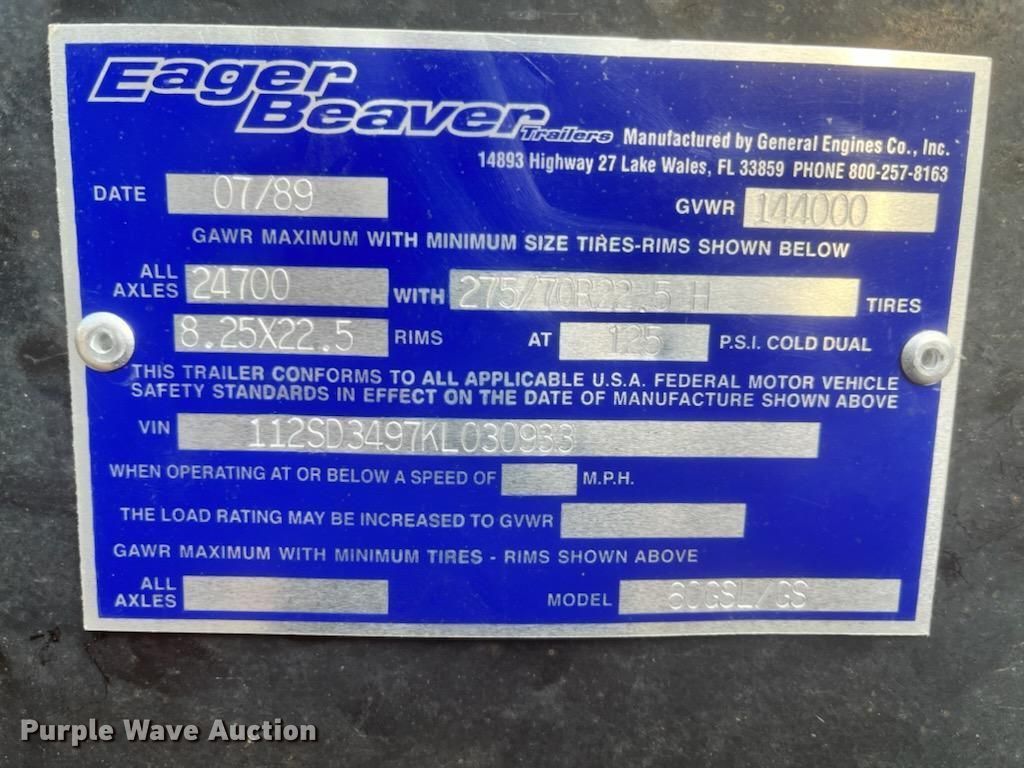 Eager
Beaver Trailers Manufactured by General Engines Co., Inc.
14893 Highway 27 Lake Wales, FL 33859 PHONE 800-257-8163
DATE 07/89 GVWR 144000
GAWR MAXIMUM WITH MINIMUM SIZE TIRES-RIMS SHOWN BELOW
ALL AXLES 24700 WITH 275/70R22.5 H TIRES
8.25X22.5 RIMS AT 125 P.S.I. COLD DUAL
THIS TRAILER CONFORMS TO ALL APPLICABLE U.S.A. FEDERAL MOTOR VEHICLE
SAFETY STANDARDS IN EFFECT ON THE DATE OF MANUFACTURE SHOWN ABOVE
VIN 112SD3497KL030933
WHEN OPERATING AT OR BELOW A SPEED OF M.P.H.
THE LOAD RATING MAY BE INCREASED TO GVWR
GAWR MAXIMUM WITH MINIMUM TIRES - RIMS SHOWN ABOVE
ALL AXLES MODEL 60GSL/GS
Purple Wave Auction